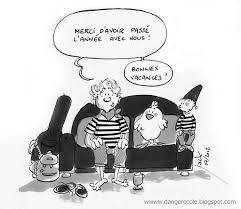 MERCI D'AVOIR PASSÉ
L'ANNÉE AVEC NOUS !
BONNES
VACANCES !
www.dangerecole.blogspot.com